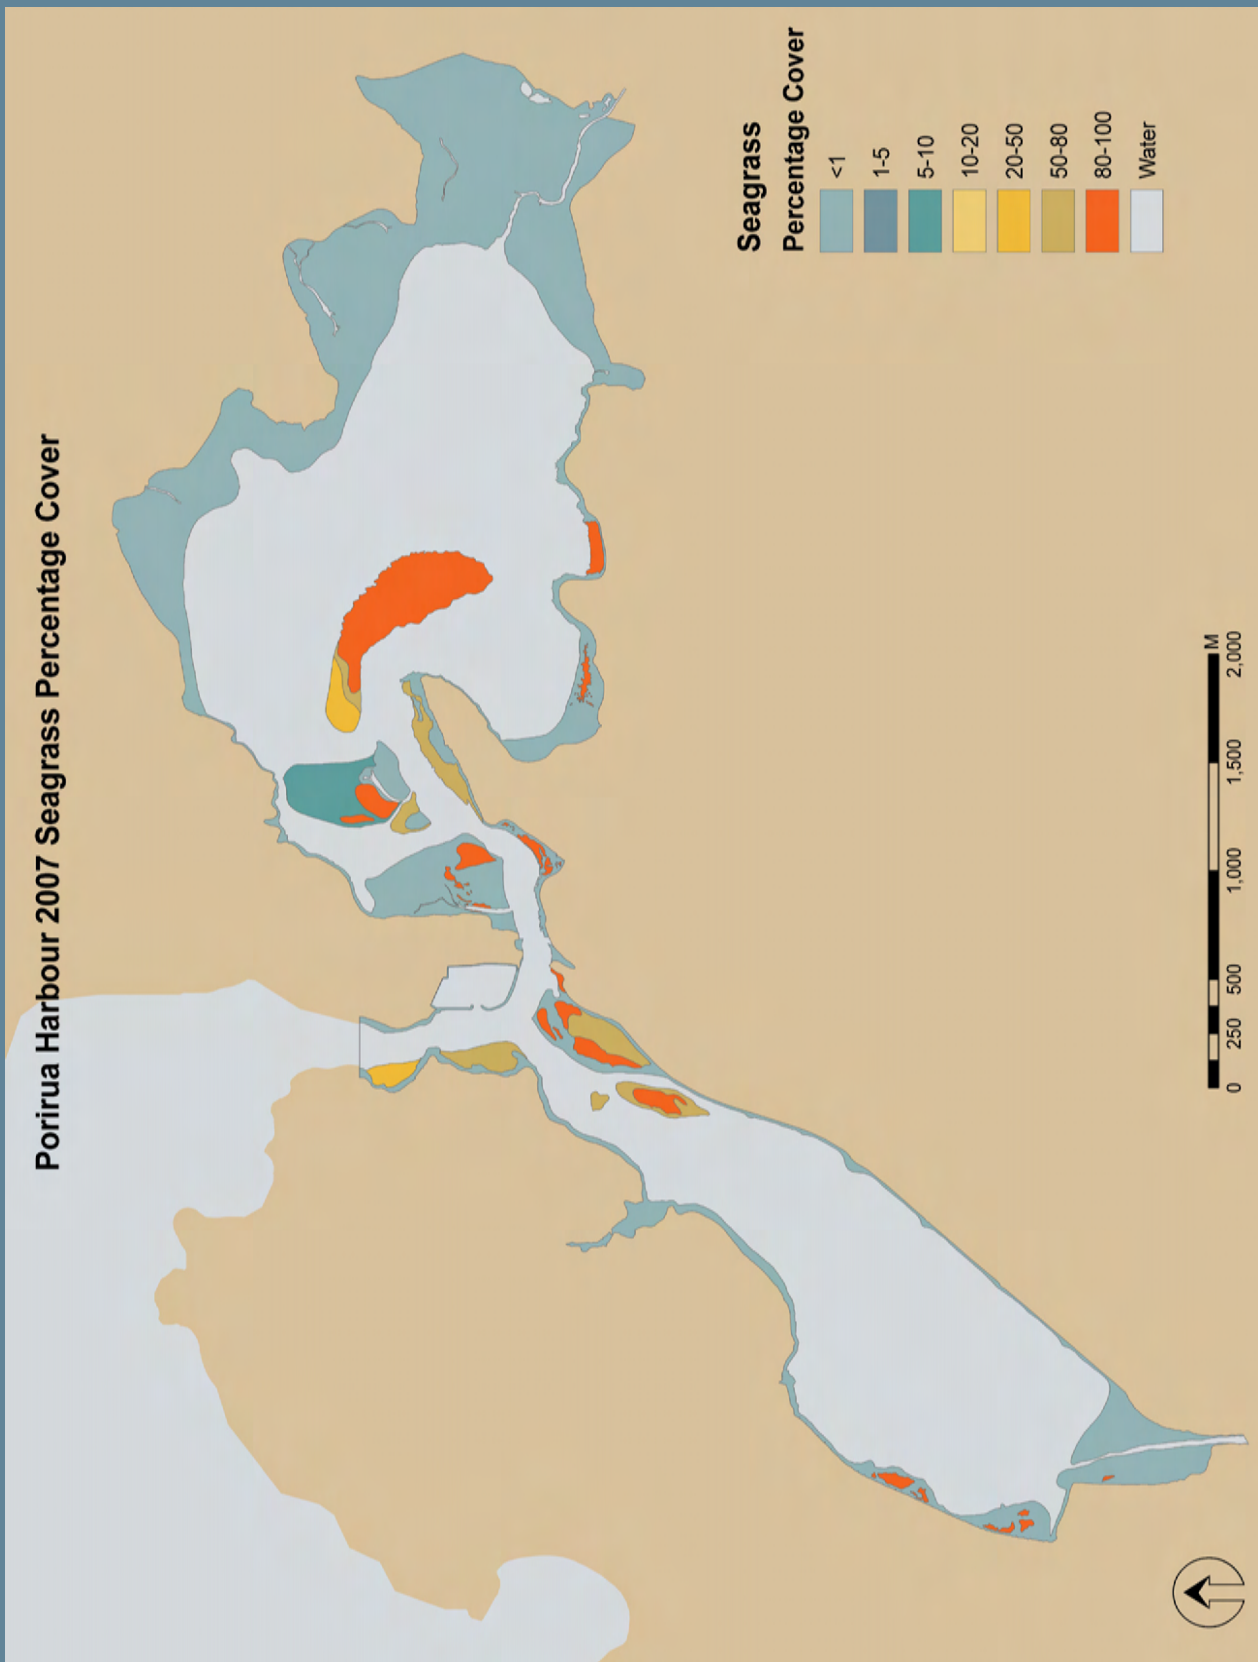 Porirua Harbour 2007 Seagrass Percentage Cover
Seagrass
Percentage Cover
<1
1-5
5-10
10-20
20-50
50-80
80-100
Water
M
0 250 500 1,000 1,500 2,000